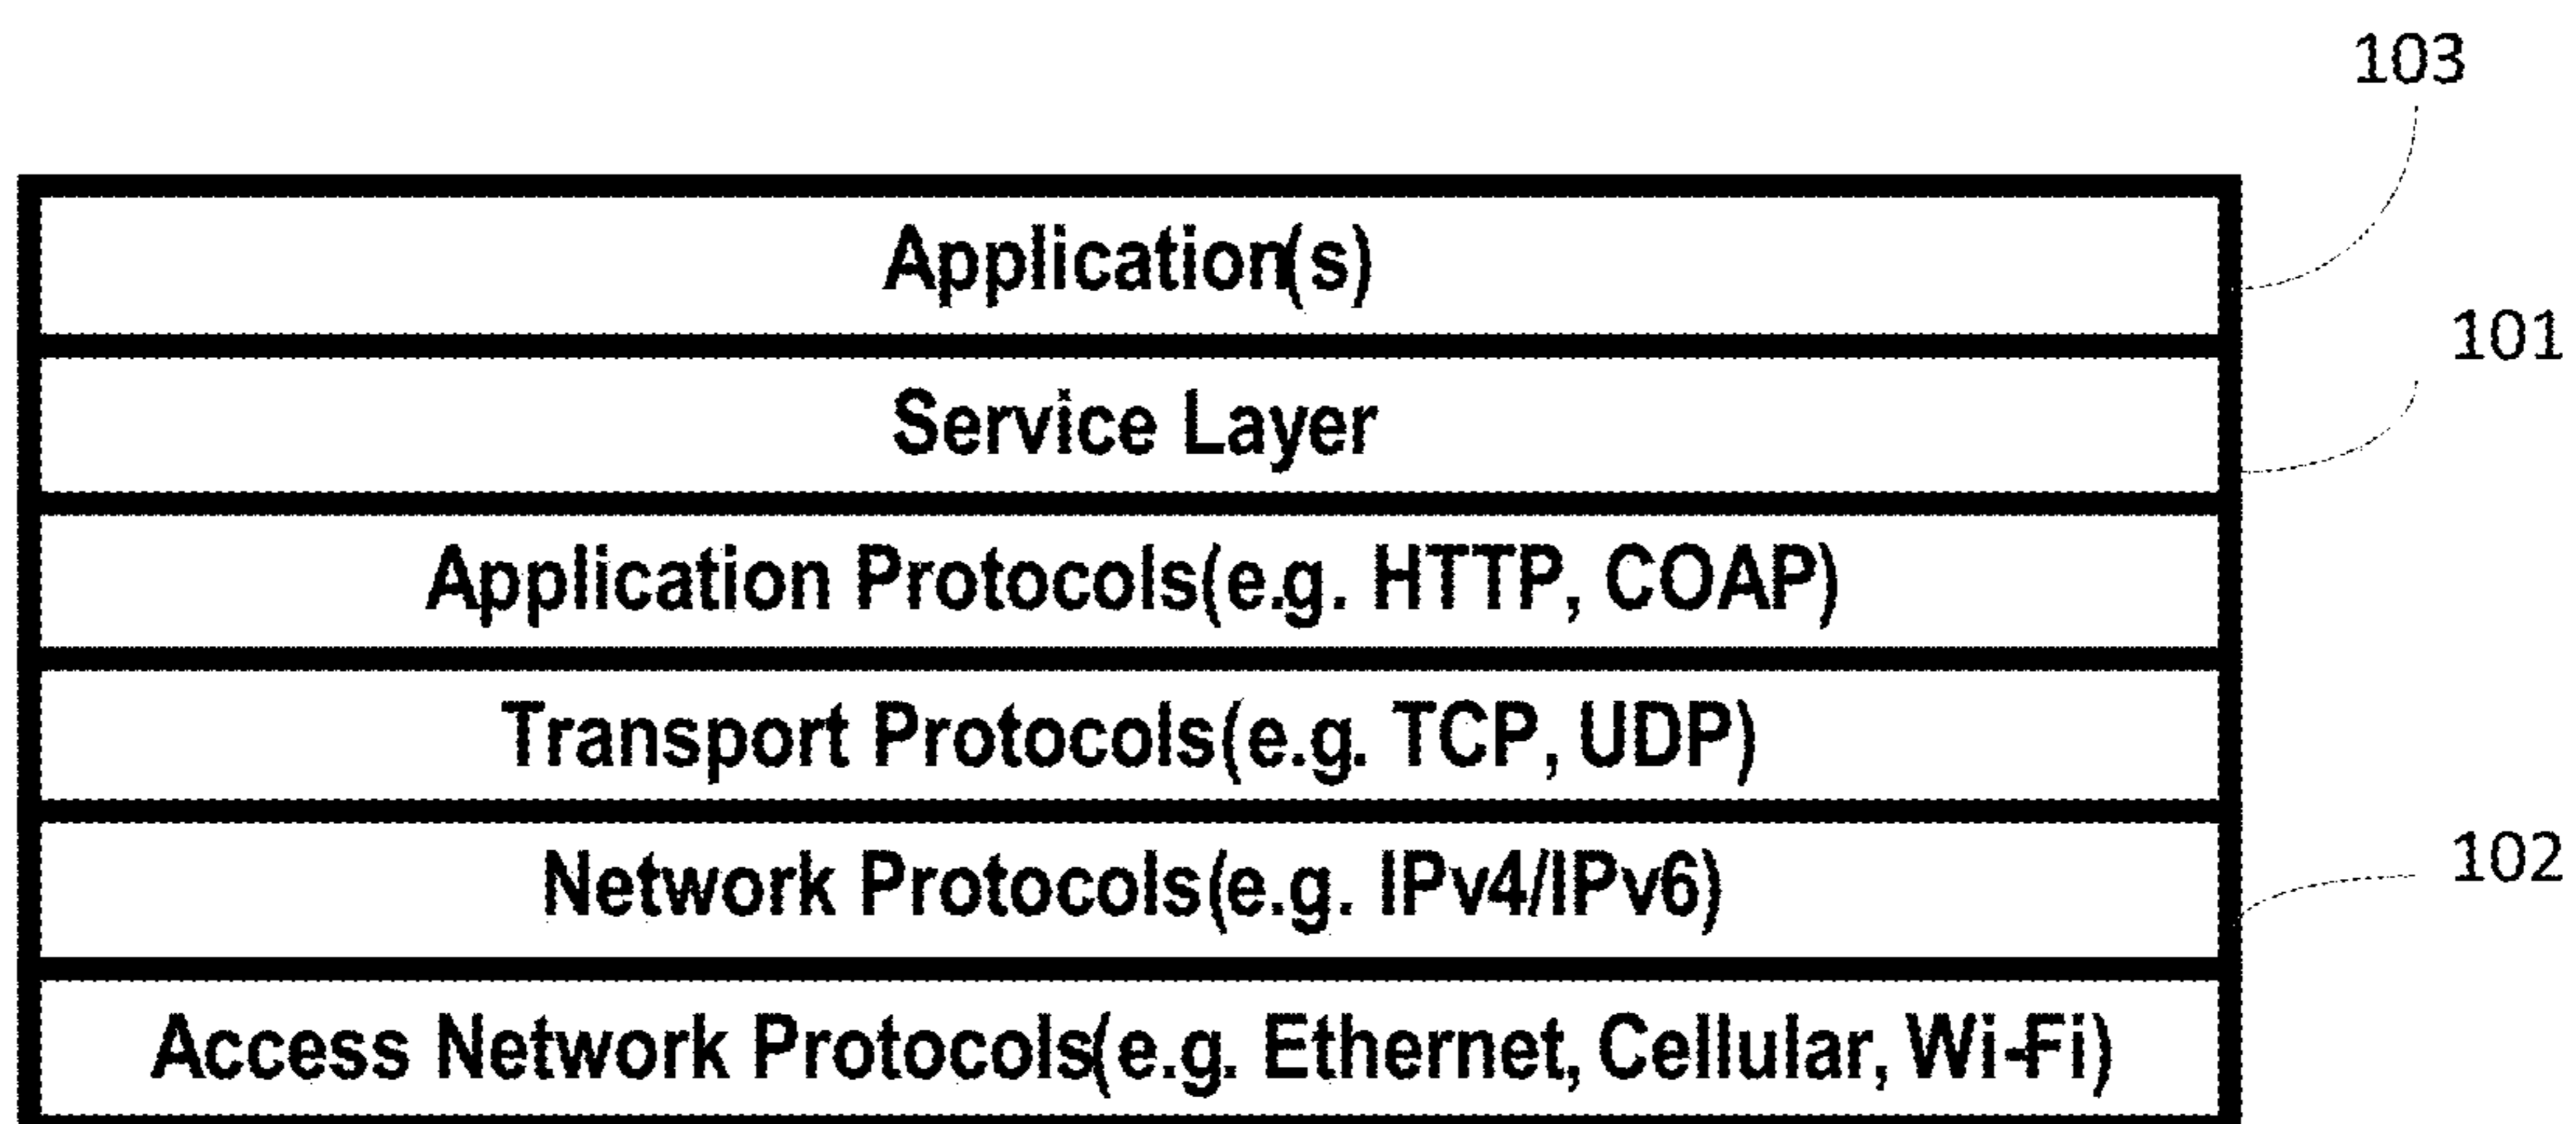 103
Application(s)
101
Service Layer
Application Protocols(e.g. HTTP, COAP)
Transport Protocols(e.g. TCP, UDP)
102
Network Protocols(e.g. IPv4/IPv6)
Access Network Protocols(e.g. Ethernet, Cellular, Wi-Fi)